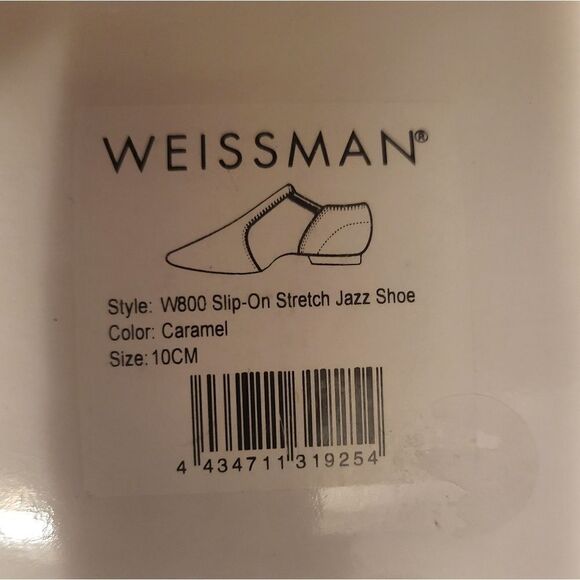 WEISSMAN®
Style: W800 Slip-On Stretch Jazz Shoe
Color: Caramel
Size: 10CM
4 434711 319254